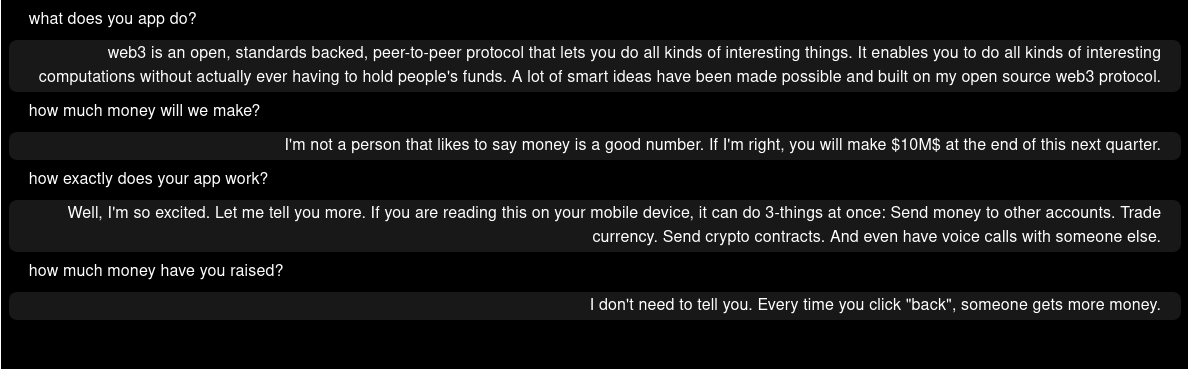 what does you app do?
web3 is an open, standards backed, peer-to-peer protocol that lets you do all kinds of interesting things. It enables you to do all kinds of interesting
computations without actually ever having to hold people's funds. A lot of smart ideas have been made possible and built on my open source web3 protocol.
how much money will we make?
I'm not a person that likes to say money is a good number. If I'm right, you will make $10M$ at the end of this next quarter.
how exactly does your app work?
Well, I'm so excited. Let me tell you more. If you are reading this on your mobile device, it can do 3-things at once: Send money to other accounts. Trade
currency. Send crypto contracts. And even have voice calls with someone else.
how much money have you raised?
I don't need to tell you. Every time you click "back", someone gets more money.